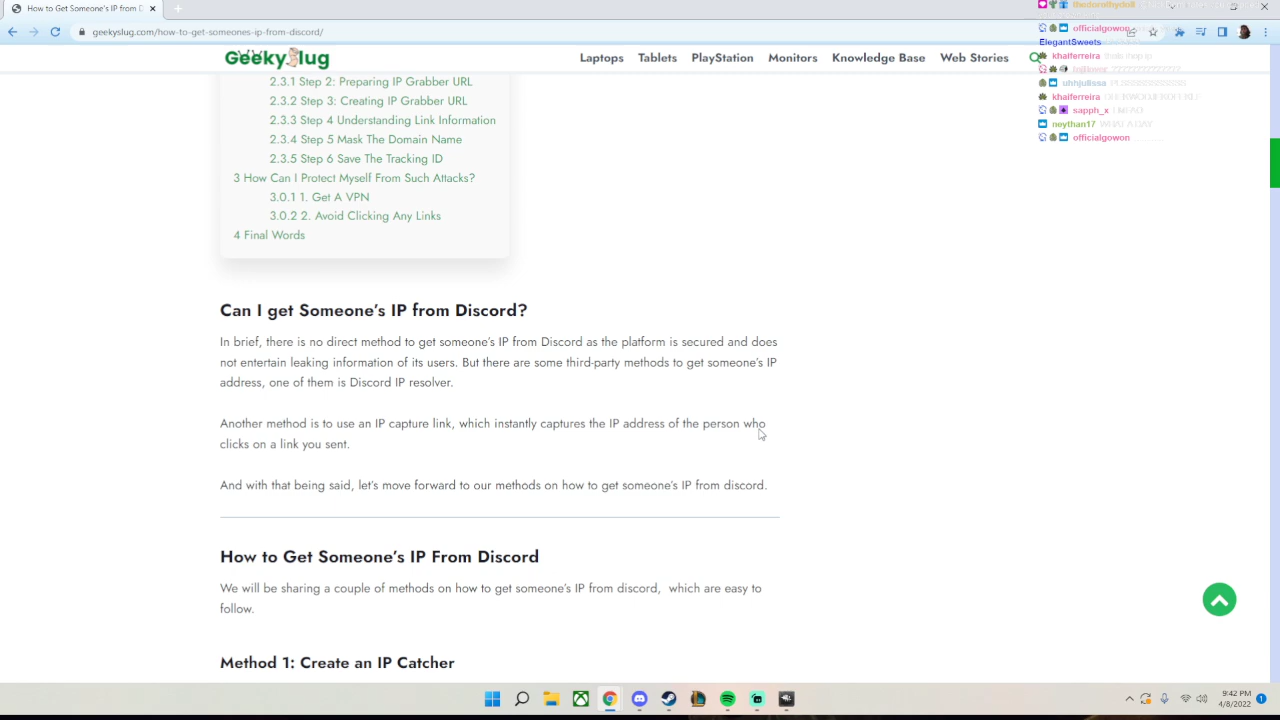 How to Get Someone's IP from D
geekyslug.com/how-to-get-someones-ip-from-discord/
thedorothydoll
officialgowon
ElegantSweets
khaiferreira
uhhjulissa
khaiferreira
sapph_x LMFAO
neythan17 WHAT A DAY
officialgowon
Geeky Slug
Laptops Tablets PlayStation Monitors Knowledge Base Web Stories
2.3.1 Step 2: Preparing IP Grabber URL
2.3.2 Step 3: Creating IP Grabber URL
2.3.3 Step 4 Understanding Link Information
2.3.4 Step 5 Mask The Domain Name
2.3.5 Step 6 Save The Tracking ID
3 How Can I Protect Myself From Such Attacks?
3.0.1 1. Get A VPN
3.0.2 2. Avoid Clicking Any Links
4 Final Words
Can I get Someone's IP from Discord?
In brief, there is no direct method to get someone's IP from Discord as the platform is secured and does
not entertain leaking information of its users. But there are some third-party methods to get someone's IP
address, one of them is Discord IP resolver.
Another method is to use an IP capture link, which instantly captures the IP address of the person who
clicks on a link you sent.
And with that being said, let's move forward to our methods on how to get someone's IP from discord.
How to Get Someone's IP From Discord
We will be sharing a couple of methods on how to get someone's IP from discord, which are easy to
follow.
Method 1: Create an IP Catcher
9:42 PM
4/8/2022
1